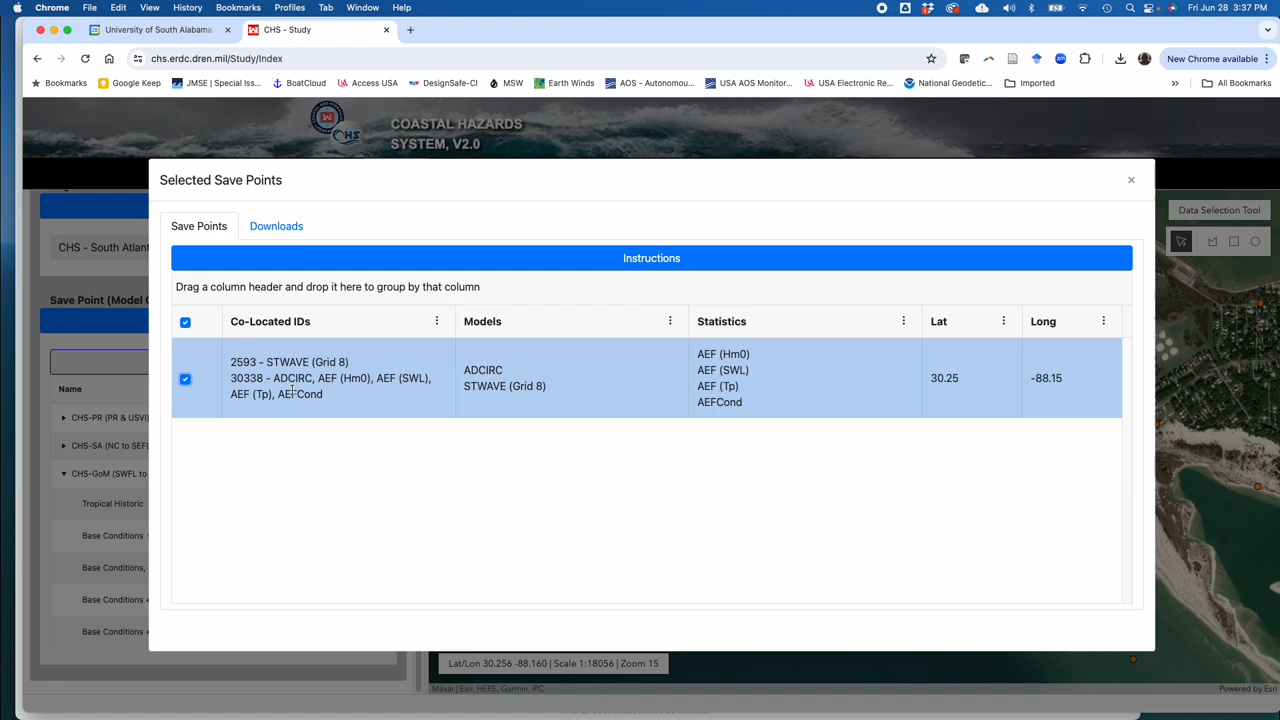 Chrome File Edit View History Bookmarks Profiles Tab Window Help Fri Jun 28 3:37 PM
University of South Alabama CHS - Study
chs.erdc.dren.mil/Study/Index New Chrome available
Bookmarks Google Keep JMSE | Special Iss... BoatCloud Access USA DesignSafe-CI MSW Earth Winds AOS - Autonomou... USA AOS Monitor... USA Electronic Re... National Geodetic... Imported All Bookmarks
CHS
COASTAL HAZARDS
SYSTEM, V2.0
Selected Save Points
Save Points Downloads
Data Selection Tool
Instructions
CHS - South Atlant
Drag a column header and drop it here to group by that column
Save Point (Model
Co-Located IDs Models Statistics Lat Long
2593 - STWAVE (Grid 8)
30338 - ADCIRC, AEF (Hm0), AEF (SWL),
AEF (Tp), AEFCond
ADCIRC
STWAVE (Grid 8)
AEF (Hm0)
AEF (SWL)
AEF (Tp)
AEFCond
30.25
-88.15
Name
CHS-PR (PR & USVI)
CHS-SA (NC to SEFL
CHS-GoM (SWFL to
Tropical Historic
Base Conditions
Base Conditions,
Base Conditions +
Base Conditions +
Lat/Lon 30.256 -88.160 | Scale 1:18056 | Zoom 15
Maxar | Esri, HERE, Garmin, iPC
Powered by Esri